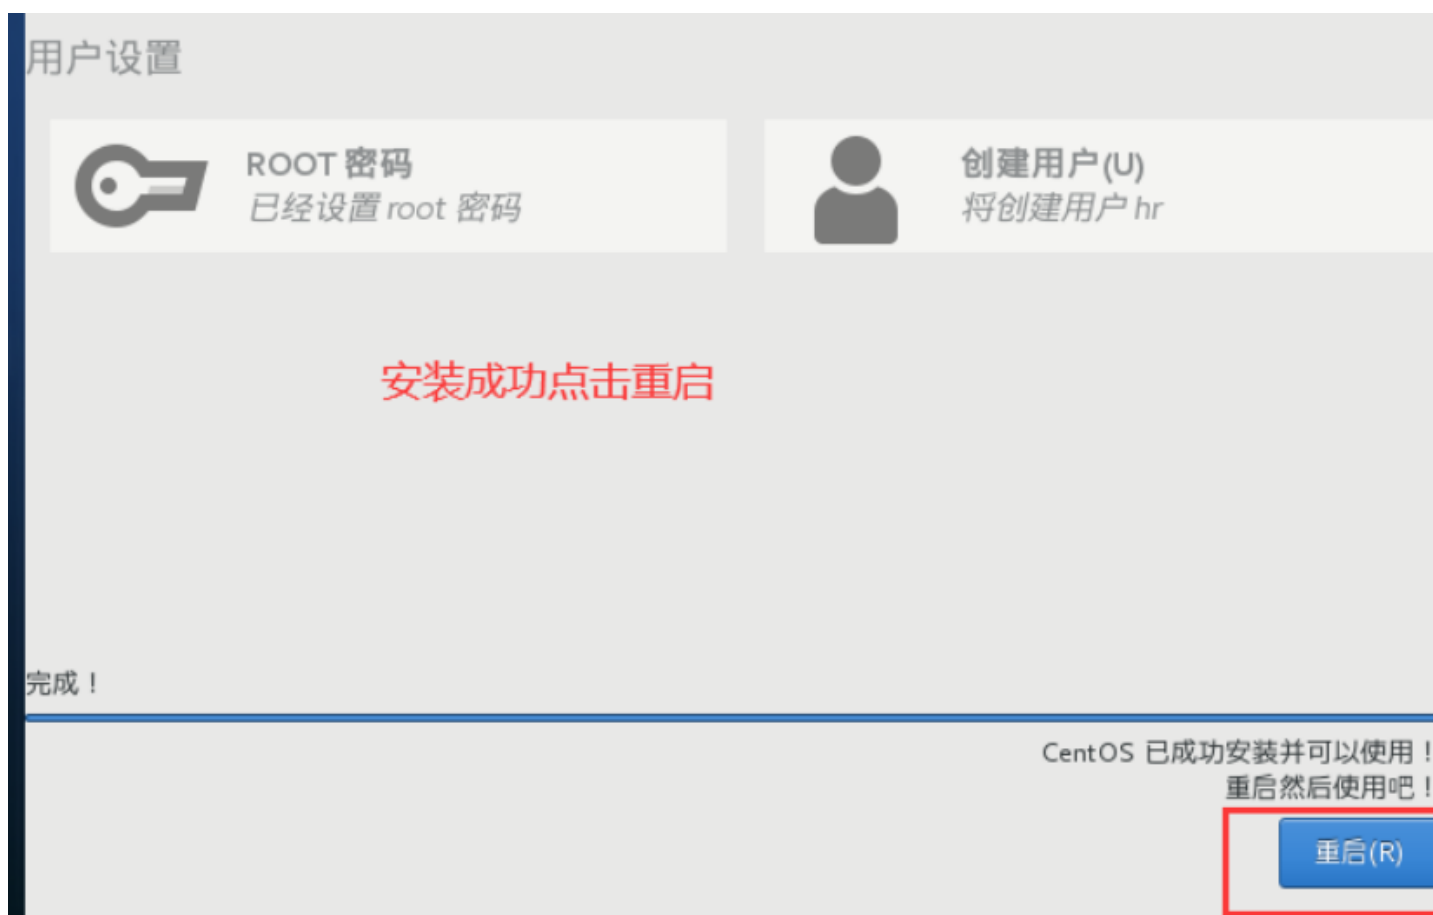 用户设置
ROOT 密码
已经设置 root 密码
创建用户(U)
将创建用户 hr
安装成功点击重启
完成！
CentOS 已成功安装并可以使用！
重启然后使用吧！
重启(R)